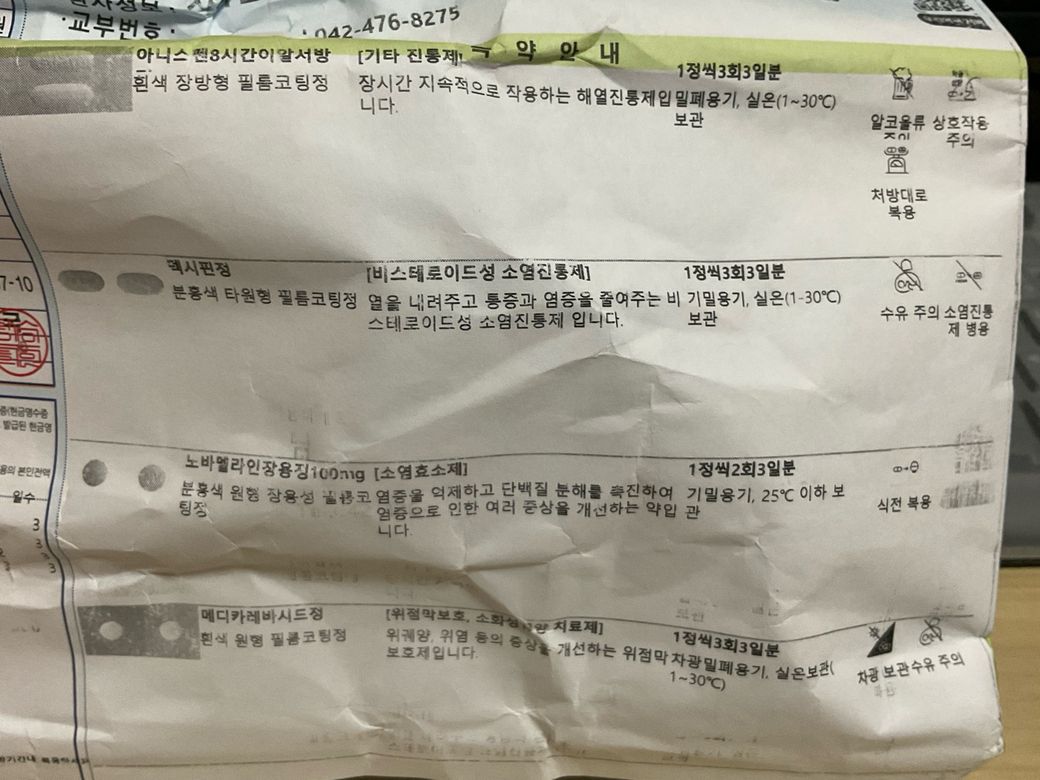 ·교부번호 :
042-476-8275
약 안 내
아니스펜8시간이알서방
흰색 장방형 필름코팅정
[기타 진통제]
장시간 지속적으로 작용하는 해열진통제입
니다.
1정씩3회3일분
밀폐용기, 실온(1~30℃)
보관
알코올류 상호작용
주의 주의
처방대로
복용
7-10
덱시핀정
분홍색 타원형 필름코팅정
[비스테로이드성 소염진통제]
열을 내려주고 통증과 염증을 줄여주는 비
스테로이드성 소염진통제 입니다.
1정씩3회3일분
기밀용기, 실온(1-30℃)
보관
수유 주의 소염진통
제 병용
노바멜라인장용정100mg
분홍색 원형 장용성 필름코
팅정
[소염효소제]
염증을 억제하고 단백질 분해를 촉진하여
염증으로 인한 여러 증상을 개선하는 약입
니다.
1정씩2회3일분
기밀용기, 25℃ 이하 보
관
식전 복용
발급된 현금영
일수
3
3
3
3
메디카레바시드정
흰색 원형 필름코팅정
[위점막보호, 소화성궤양 치료제]
위궤양, 위염 등의 증상을 개선하는 위점막
보호제입니다.
1정씩3회3일분
차광밀폐용기, 실온보관(
1~30℃)
차광 보관 수유 주의